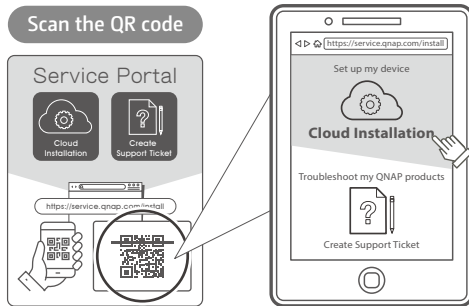 Scan the QR code
Service Portal
Cloud
Installation
Create
Support Ticket
https://service.qnap.com/install
https://service.qnap.com/install
Set up my device
Cloud Installation
Troubleshoot my QNAP products
Create Support Ticket